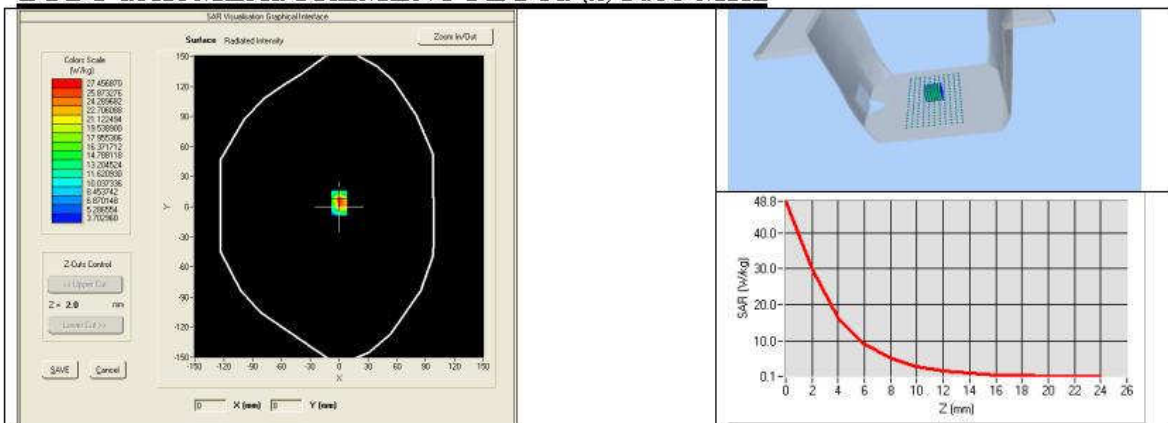 SAR Visualisation Graphical Interface
Surface Radiated Intensity
Zoom In/Out
Colors Scale
(W/kg)
27.456870
25.873276
24.289682
22.706088
21.122494
19.538900
17.955306
16.371712
14.788118
13.204524
11.620930
10.037336
8.453742
6.870148
5.286554
3.702960
Z-Cuts Control
<< Upper Cut
Z = 2.0 mm
Lower Cut >>
SAVE Cancel
150
120
90
60
30
0
-30
-60
-90
-120
-150
Y
-150 -120 -90 -60 -30 0 30 60 90 120 150
X
0 X (mm) 0 Y (mm)
48.8
40.0
30.0
20.0
10.0
0.1
SAR (W/kg)
0 2 4 6 8 10 12 14 16 18 20 22 24 26
Z (mm)